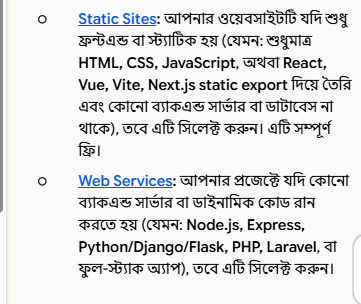 Static Sites: আপনার ওয়েবসাইটটি যদি শুধু
ফ্রন্টএন্ড বা স্ট্যাটিক হয় (যেমন: শুধুমাত্র
HTML, CSS, JavaScript, অথবা React,
Vue, Vite, Next.js static export দিয়ে তৈরি
এবং কোনো ব্যাকএন্ড সার্ভার বা ডাটাবেস না
থাকে), তবে এটি সিলেক্ট করুন। এটি সম্পূর্ণ
ফ্রি।
Web Services: আপনার প্রজেক্টে যদি কোনো
ব্যাকএন্ড সার্ভার বা ডাইনামিক কোড রান
করতে হয় (যেমন: Node.js, Express,
Python/Django/Flask, PHP, Laravel, বা
ফুল-স্ট্যাক অ্যাপ), তবে এটি সিলেক্ট করুন।